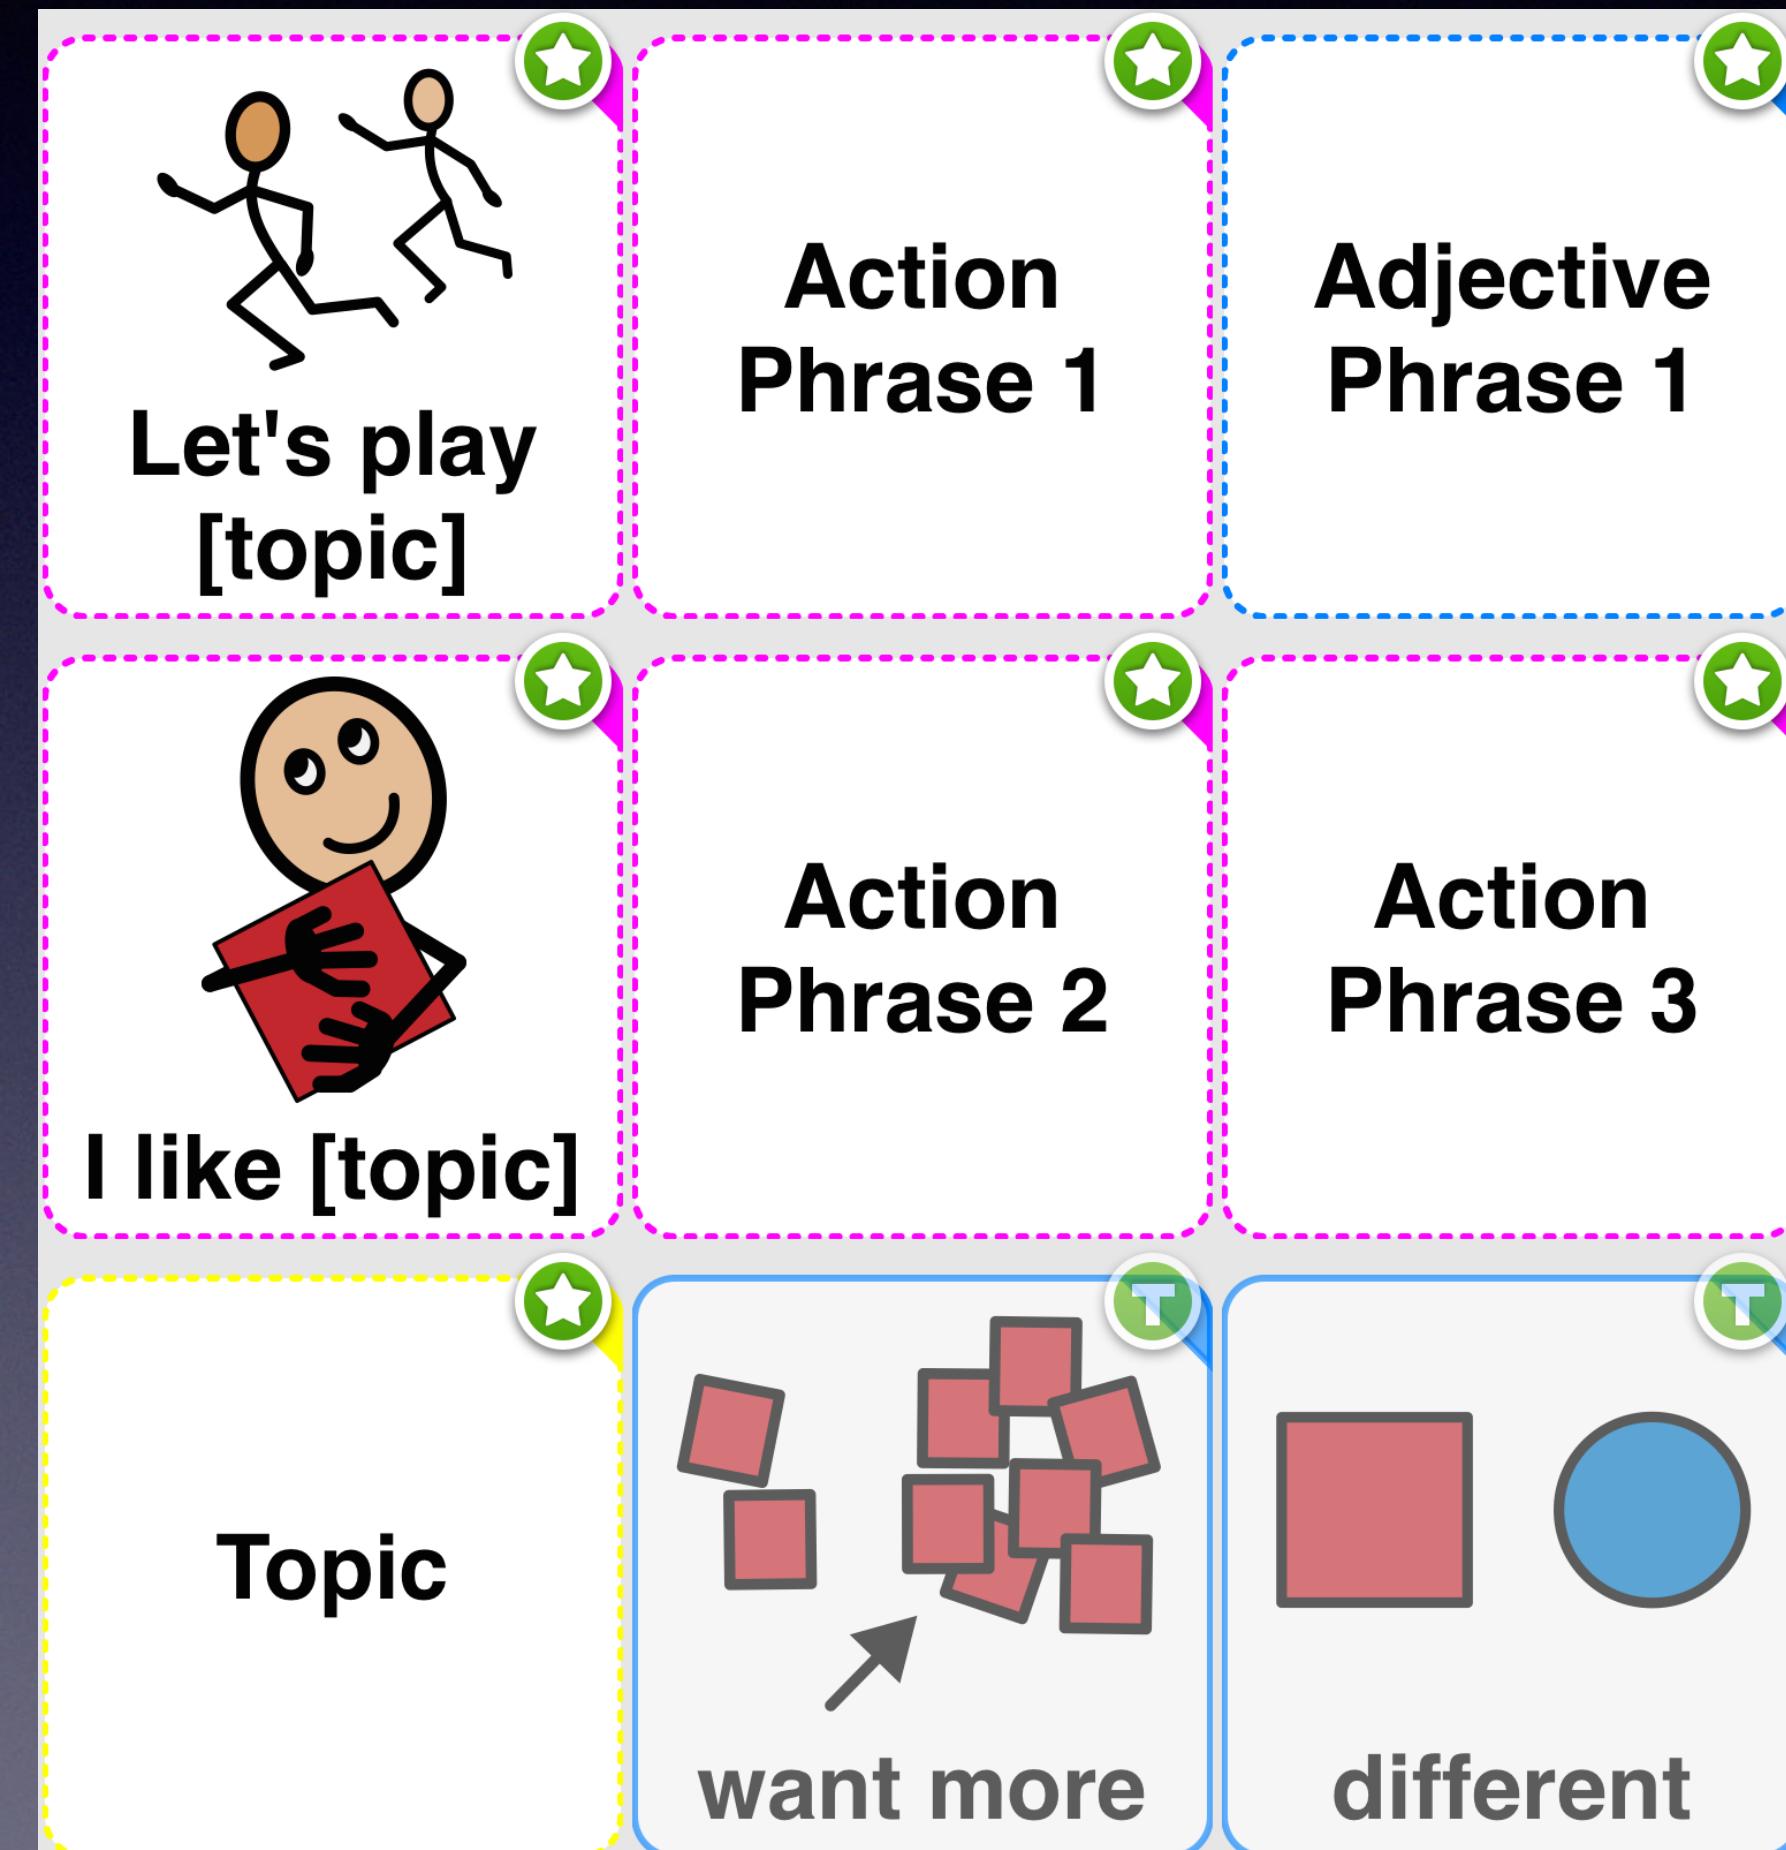 Let's play
[topic]
Action
Phrase 1
Adjective
Phrase 1
I like [topic]
Action
Phrase 2
Action
Phrase 3
Topic
T
want more
T
different